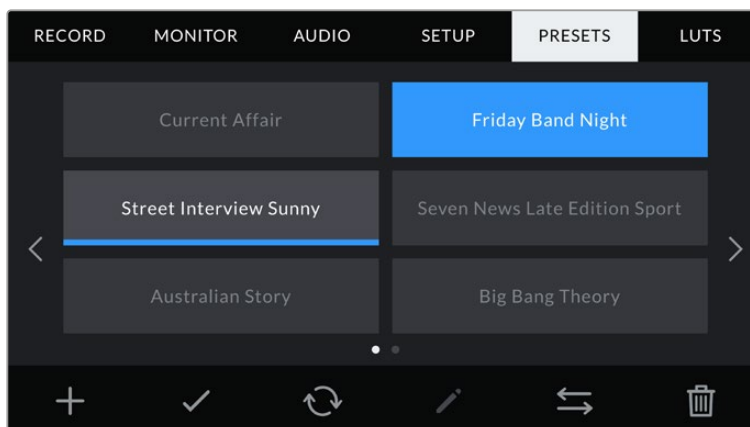 RECORD MONITOR AUDIO SETUP PRESETS LUTS
Current Affair Friday Band Night
Street Interview Sunny Seven News Late Edition Sport
Australian Story Big Bang Theory